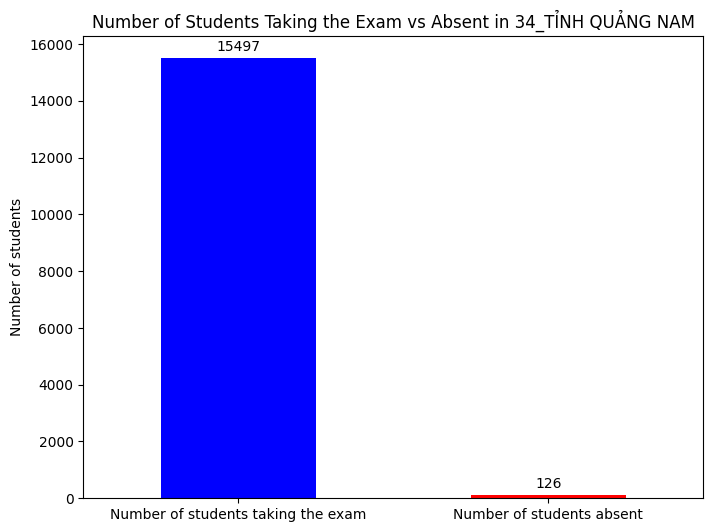 Number of Students Taking the Exam vs Absent in 34_TỈNH QUẢNG NAM
16000
15497
14000
12000
10000
Number of students
8000
6000
4000
2000
126
0
Number of students taking the exam
Number of students absent